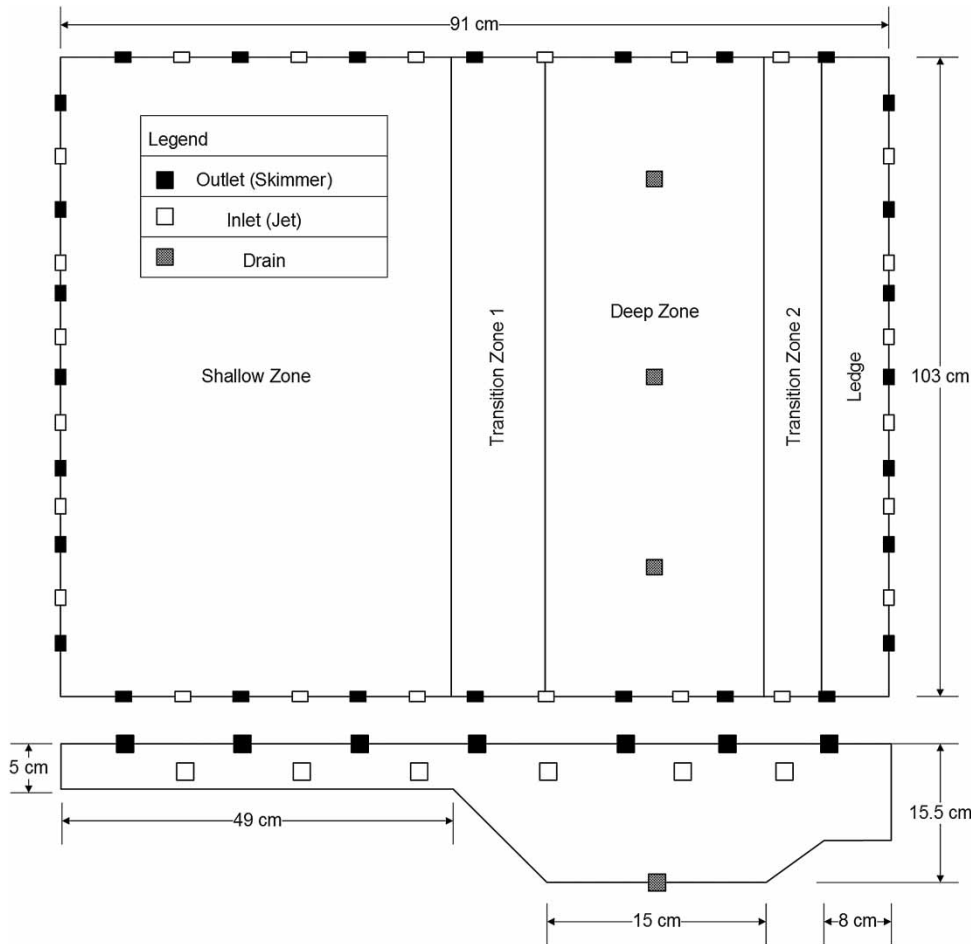 91 cm
Legend
Outlet (Skimmer)
Inlet (Jet)
Drain
Shallow Zone
Transition Zone 1
Deep Zone
Transition Zone 2
Ledge
103 cm
5 cm
49 cm
15.5 cm
15 cm
8 cm